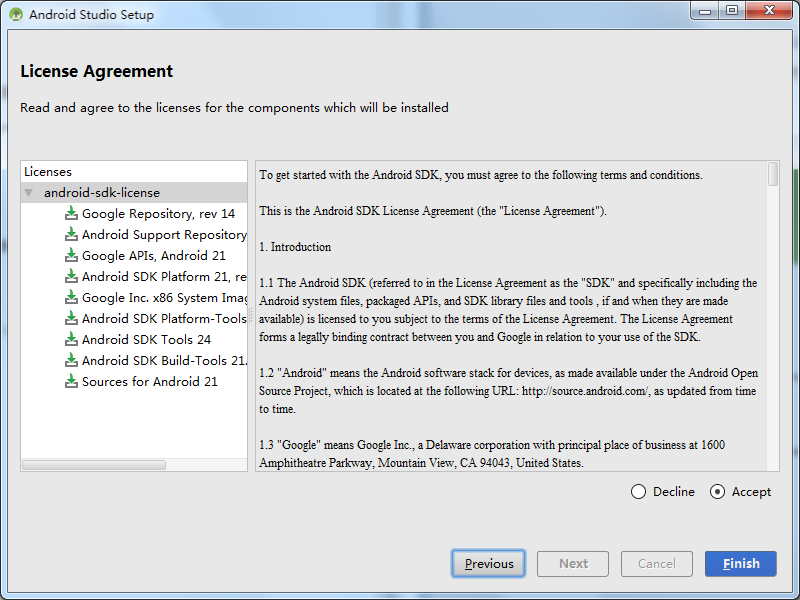 Android Studio Setup
License Agreement
Read and agree to the licenses for the components which will be installed
Licenses
android-sdk-license
Google Repository, rev 14
Android Support Repository
Google APIs, Android 21
Android SDK Platform 21, re
Google Inc. x86 System Imag
Android SDK Platform-Tools
Android SDK Tools 24
Android SDK Build-Tools 21.
Sources for Android 21
To get started with the Android SDK, you must agree to the following terms and conditions.
This is the Android SDK License Agreement (the "License Agreement").
1. Introduction
1.1 The Android SDK (referred to in the License Agreement as the "SDK" and specifically including the
Android system files, packaged APIs, and SDK library files and tools , if and when they are made
available) is licensed to you subject to the terms of the License Agreement. The License Agreement
forms a legally binding contract between you and Google in relation to your use of the SDK.
1.2 "Android" means the Android software stack for devices, as made available under the Android Open
Source Project, which is located at the following URL: http://source.android.com/, as updated from time
to time.
1.3 "Google" means Google Inc., a Delaware corporation with principal place of business at 1600
Amphitheatre Parkway, Mountain View, CA 94043, United States.
Decline Accept
Previous Next Cancel Finish